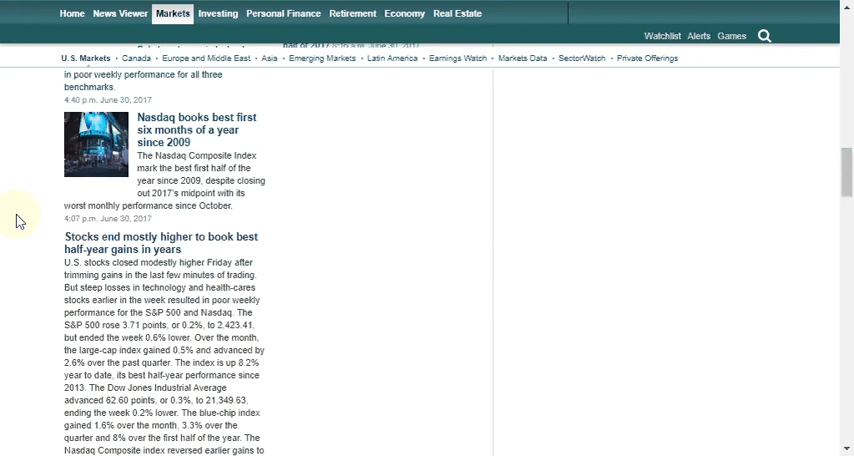 Home News Viewer Markets Investing Personal Finance Retirement Economy Real Estate
Watchlist Alerts Games
half of 2017 5:16 a.m. June 30, 2017
U.S. Markets • Canada • Europe and Middle East • Asia • Emerging Markets • Latin America • Earnings Watch • Markets Data • SectorWatch • Private Offerings
in poor weekly performance for all three
benchmarks.
4:40 p.m. June 30, 2017
Nasdaq books best first
six months of a year
since 2009
The Nasdaq Composite Index
mark the best first half of the
year since 2009, despite closing
out 2017's midpoint with its
worst monthly performance since October.
4:07 p.m. June 30, 2017
Stocks end mostly higher to book best
half-year gains in years
U.S. stocks closed modestly higher Friday after
trimming gains in the last few minutes of trading.
But steep losses in technology and health-cares
stocks earlier in the week resulted in poor weekly
performance for the S&P 500 and Nasdaq. The
S&P 500 rose 3.71 points, or 0.2%, to 2,423.41,
but ended the week 0.6% lower. Over the month,
the large-cap index gained 0.5% and advanced by
2.6% over the past quarter. The index is up 8.2%
year to date, its best half-year performance since
2013. The Dow Jones Industrial Average
advanced 62.60 points, or 0.3%, to 21,349.63,
ending the week 0.2% lower. The blue-chip index
gained 1.6% over the month, 3.3% over the
quarter and 8% over the first half of the year. The
Nasdaq Composite index reversed earlier gains to